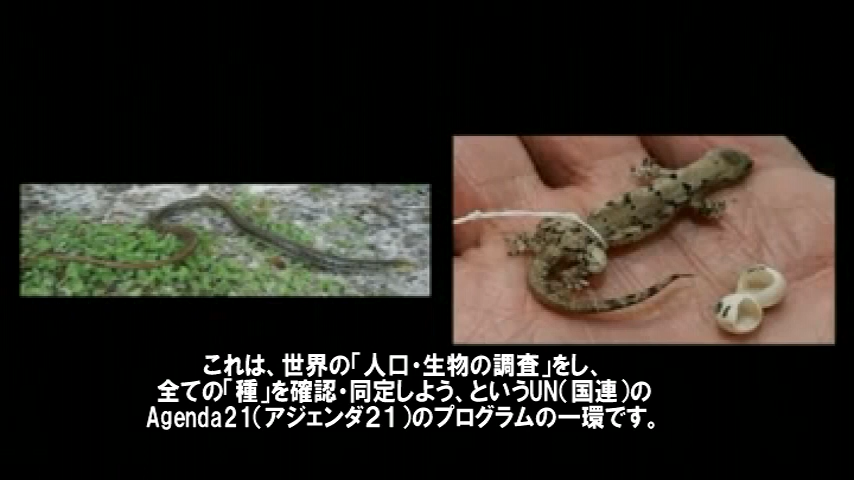 これは、世界の「人口・生物の調査」をし、
全ての「種」を確認・同定しよう、というUN(国連)の
Agenda21(アジェンダ２１)のプログラムの一環です。